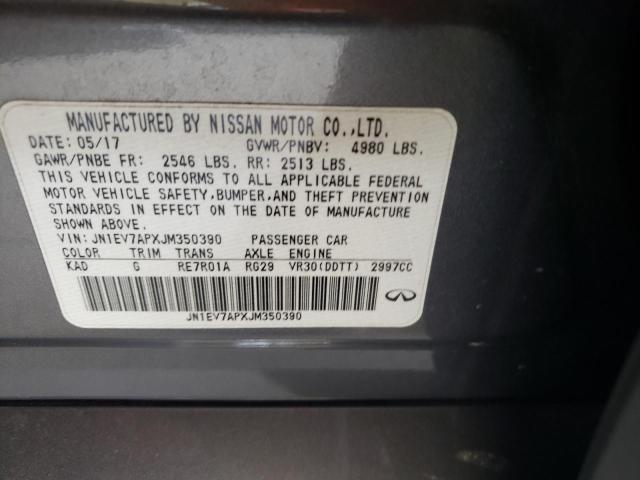 MANUFACTURED BY NISSAN MOTOR CO.,LTD.
DATE: 05/17 GVWR/PNBV: 4980 LBS.
GAWR/PNBE FR: 2546 LBS. RR: 2513 LBS.
THIS VEHICLE CONFORMS TO ALL APPLICABLE FEDERAL
MOTOR VEHICLE SAFETY, BUMPER, AND THEFT PREVENTION
STANDARDS IN EFFECT ON THE DATE OF MANUFACTURE
SHOWN ABOVE.
VIN: JN1EV7APXJM350390 PASSENGER CAR
COLOR TRIM TRANS AXLE ENGINE
KAD G RE7R01A RG29 VR30(DDTT) 2997CC
JN1EV7APXJM350390